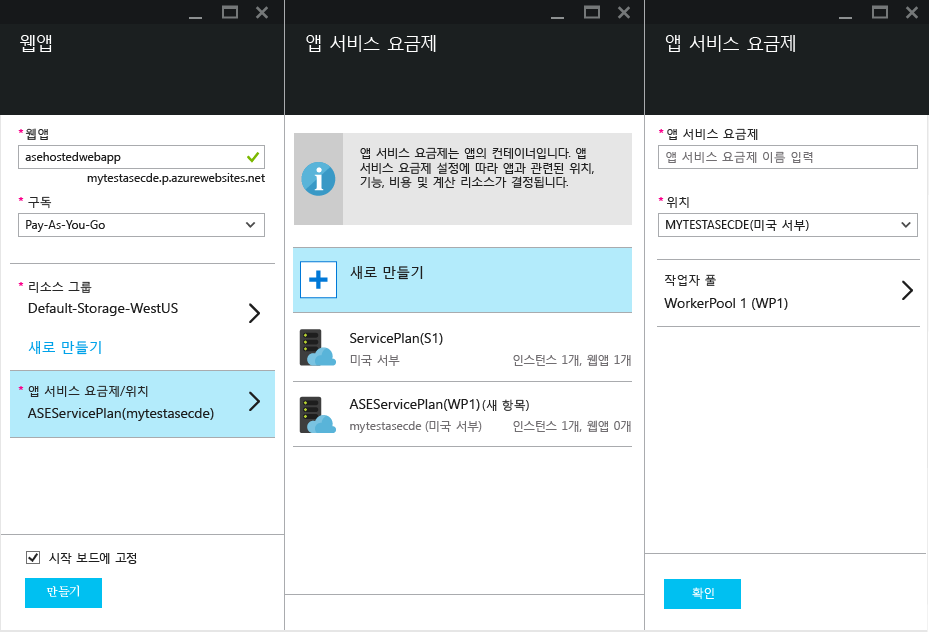 웹앱
* 웹앱
asehostedwebapp
mytestasecde.p.azurewebsites.net
* 구독
Pay-As-You-Go
* 리소스 그룹
Default-Storage-WestUS
새로 만들기
* 앱 서비스 요금제/위치
ASEServicePlan(mytestasecde)
시작 보드에 고정
만들기
앱 서비스 요금제
앱 서비스 요금제는 앱의 컨테이너입니다. 앱
서비스 요금제 설정에 따라 앱과 관련된 위치,
기능, 비용 및 계산 리소스가 결정됩니다.
새로 만들기
ServicePlan(S1)
미국 서부 인스턴스 1개, 웹앱 1개
ASEServicePlan(WP1)(새 항목)
mytestasecde (미국 서부) 인스턴스 1개, 웹앱 0개
앱 서비스 요금제
* 앱 서비스 요금제
앱 서비스 요금제 이름 입력
* 위치
MYTESTASECDE(미국 서부)
작업자 풀
WorkerPool 1 (WP1)
확인